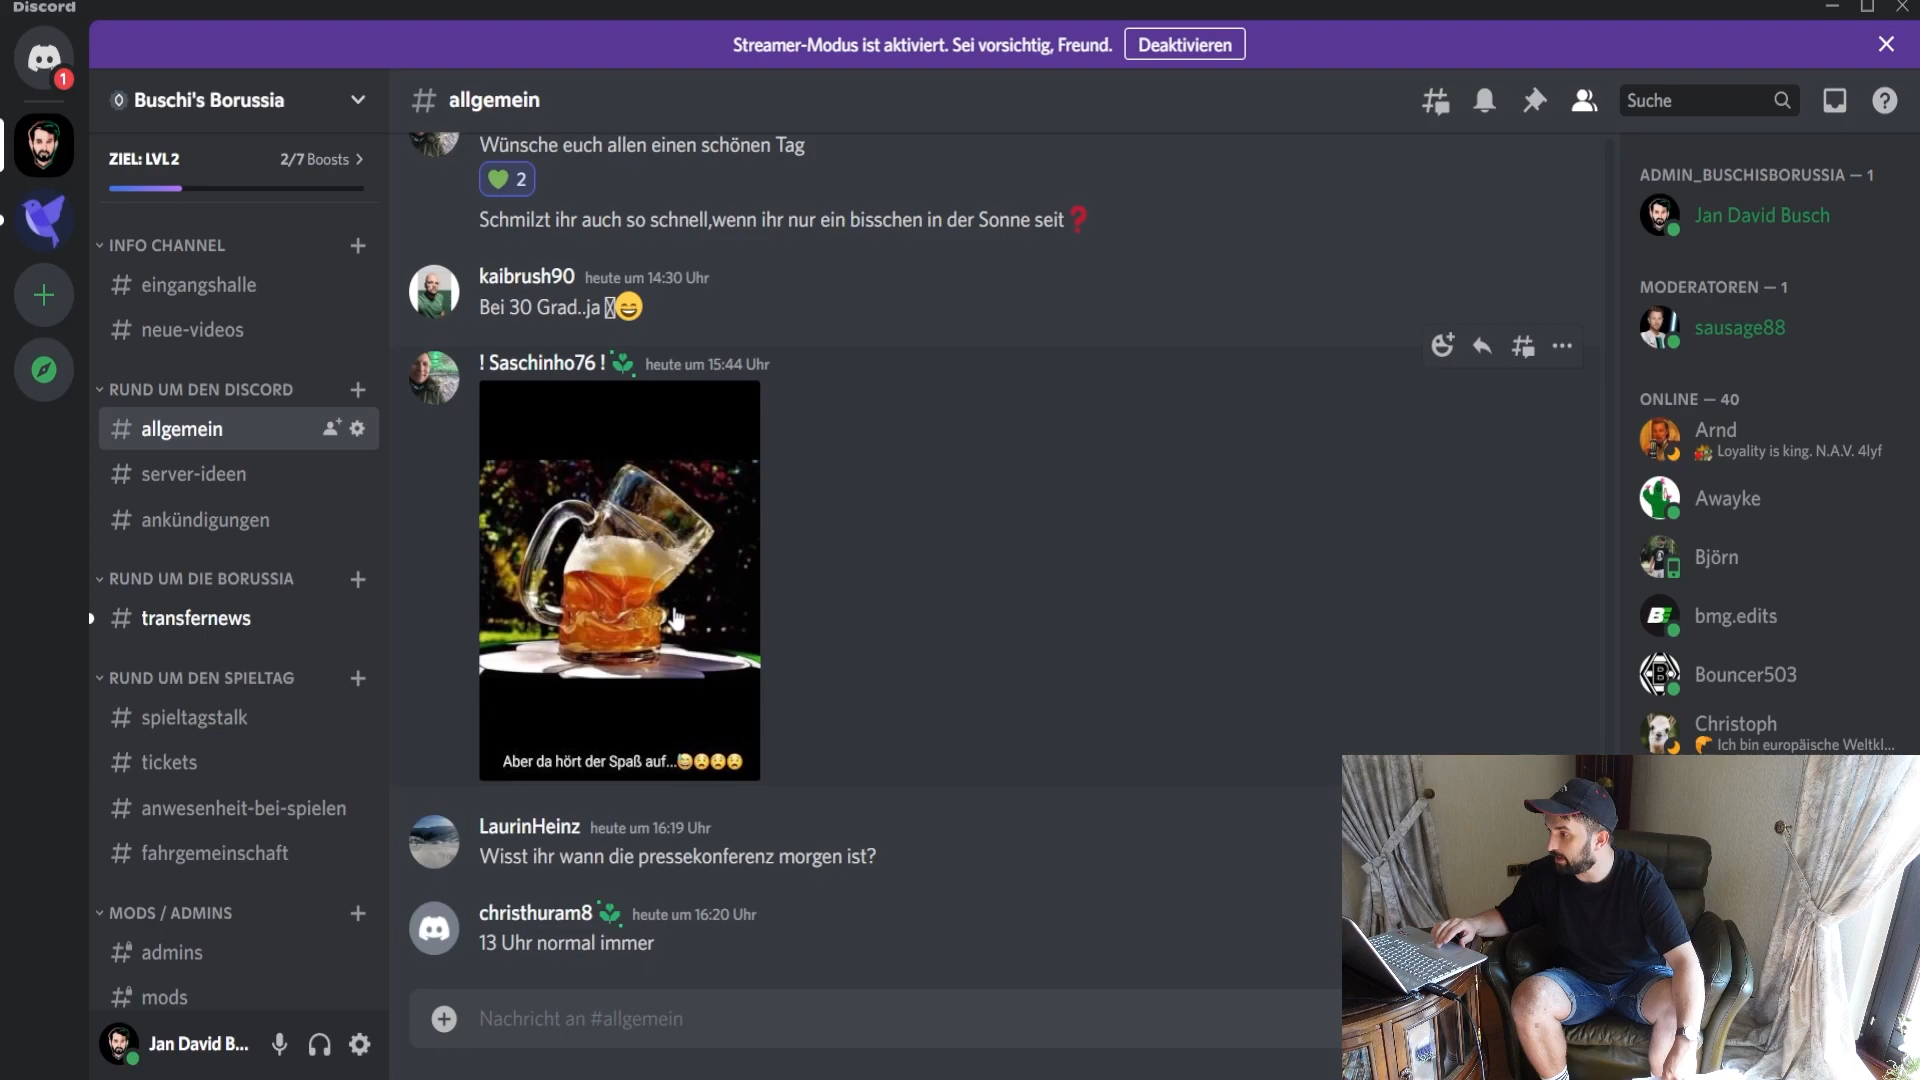 Discord
1
Streamer-Modus ist aktiviert. Sei vorsichtig, Freund.
Deaktivieren
Buschi's Borussia
ZIEL: LVL 2
2/7 Boosts
INFO CHANNEL
eingangshalle
neue-videos
RUND UM DEN DISCORD
allgemein
server-ideen
ankündigungen
RUND UM DIE BORUSSIA
transfernews
RUND UM DEN SPIELTAG
spieltagstalk
tickets
anwesenheit-bei-spielen
fahrgemeinschaft
MODS / ADMINS
admins
mods
Jan David B...
allgemein
Suche
Wünsche euch allen einen schönen Tag
2
Schmilzt ihr auch so schnell,wenn ihr nur ein bisschen in der Sonne seit❓
kaibrush90 heute um 14:30 Uhr
Bei 30 Grad..ja 😄
! Saschinho76 ! heute um 15:44 Uhr
Aber da hört der Spaß auf...😅😟😟😟
LaurinHeinz heute um 16:19 Uhr
Wisst ihr wann die pressekonferenz morgen ist?
christhuram8 heute um 16:20 Uhr
13 Uhr normal immer
Nachricht an #allgemein
ADMIN_BUSCHISBORUSSIA — 1
Jan David Busch
MODERATOREN — 1
sausage88
ONLINE — 40
Arnd
Loyality is king. N.A.V. 4lyf
Awayke
Björn
bmg.edits
Bouncer503
Christoph
Ich bin europäische Weltkl...